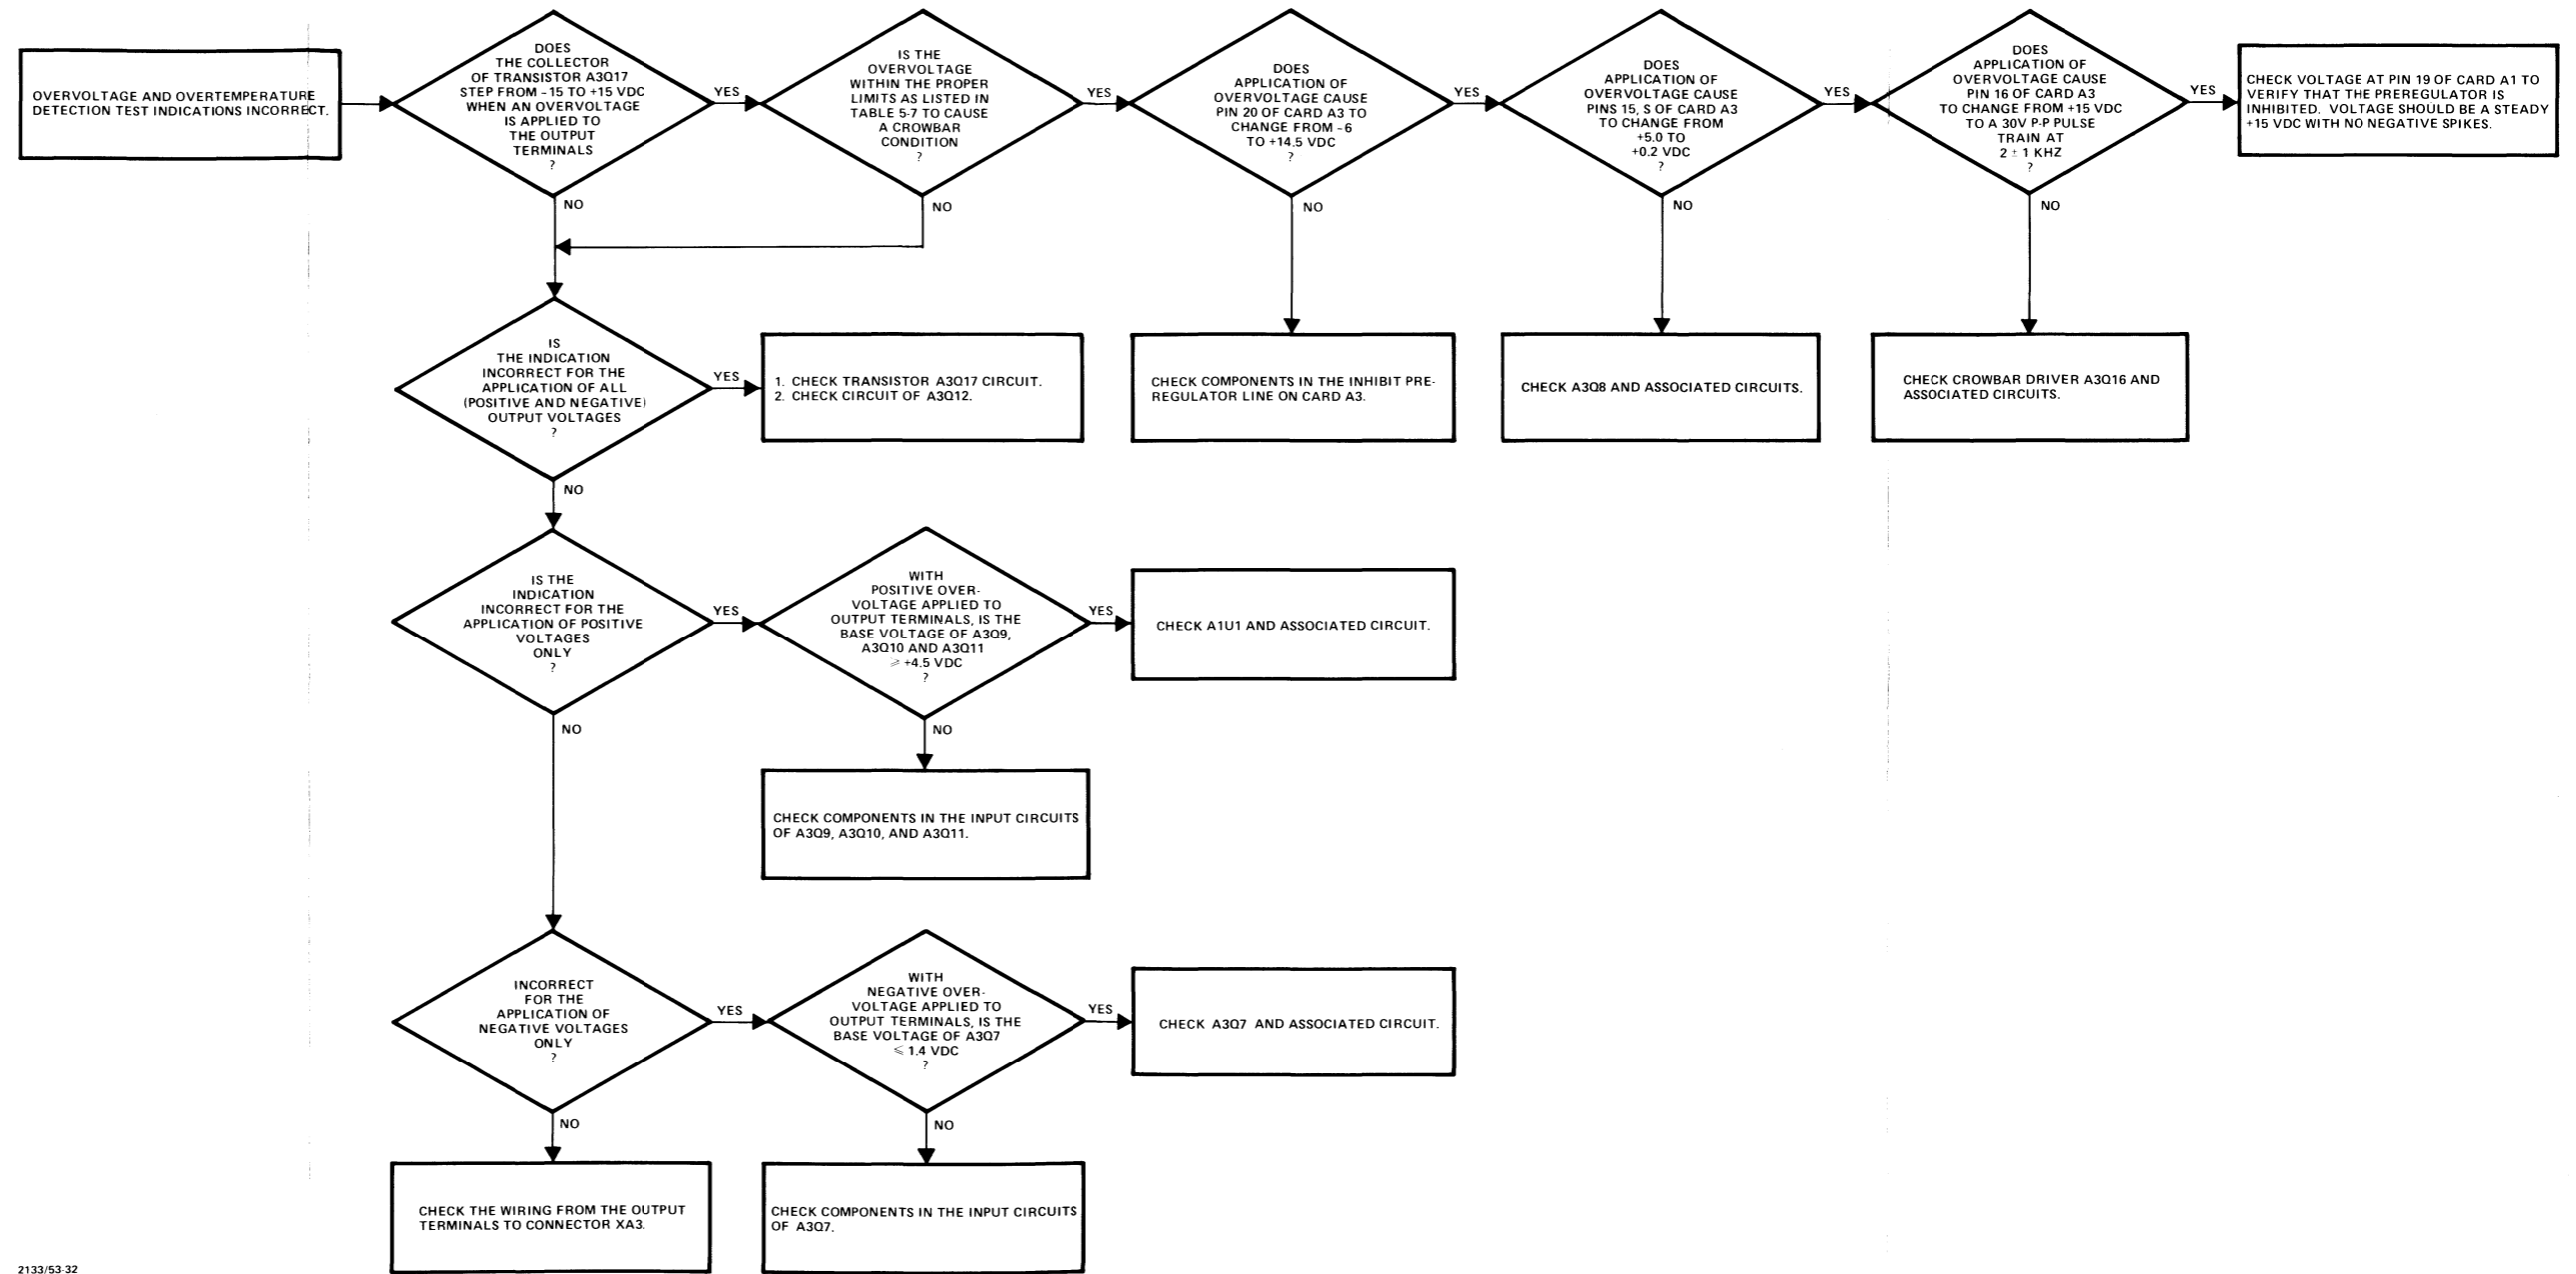 OVERVOLTAGE AND OVERTEMPERATURE
DETECTION TEST INDICATIONS INCORRECT.
DOES
THE COLLECTOR
OF TRANSISTOR A3Q17
STEP FROM -15 TO +15 VDC
WHEN AN OVERVOLTAGE
IS APPLIED TO
THE OUTPUT
TERMINALS
?
YES
NO
IS THE
OVERVOLTAGE
WITHIN THE PROPER
LIMITS AS LISTED IN
TABLE 5-7 TO CAUSE
A CROWBAR
CONDITION
?
YES
NO
DOES
APPLICATION OF
OVERVOLTAGE CAUSE
PIN 20 OF CARD A3 TO
CHANGE FROM -6
TO +14.5 VDC
?
YES
NO
DOES
APPLICATION OF
OVERVOLTAGE CAUSE
PINS 15, S OF CARD A3
TO CHANGE FROM
+5.0 TO
+0.2 VDC
?
YES
NO
DOES
APPLICATION OF
OVERVOLTAGE CAUSE
PIN 16 OF CARD A3
TO CHANGE FROM +15 VDC
TO A 30V P-P PULSE
TRAIN AT
2 ± 1 KHZ
?
YES
NO
CHECK VOLTAGE AT PIN 19 OF CARD A1 TO
VERIFY THAT THE PREREGULATOR IS
INHIBITED. VOLTAGE SHOULD BE A STEADY
+15 VDC WITH NO NEGATIVE SPIKES.
IS
THE INDICATION
INCORRECT FOR THE
APPLICATION OF ALL
(POSITIVE AND NEGATIVE)
OUTPUT VOLTAGES
?
YES
NO
1. CHECK TRANSISTOR A3Q17 CIRCUIT.
2. CHECK CIRCUIT OF A3Q12.
CHECK COMPONENTS IN THE INHIBIT PRE-
REGULATOR LINE ON CARD A3.
CHECK A3Q8 AND ASSOCIATED CIRCUITS.
CHECK CROWBAR DRIVER A3Q16 AND
ASSOCIATED CIRCUITS.
IS THE
INDICATION
INCORRECT FOR THE
APPLICATION OF POSITIVE
VOLTAGES
ONLY
?
YES
NO
WITH
POSITIVE OVER-
VOLTAGE APPLIED TO
OUTPUT TERMINALS, IS THE
BASE VOLTAGE OF A3Q9,
A3Q10 AND A3Q11
⩾ +4.5 VDC
?
YES
NO
CHECK A1U1 AND ASSOCIATED CIRCUIT.
CHECK COMPONENTS IN THE INPUT CIRCUITS
OF A3Q9, A3Q10, AND A3Q11.
INCORRECT
FOR THE
APPLICATION OF
NEGATIVE VOLTAGES
ONLY
?
YES
NO
WITH
NEGATIVE OVER-
VOLTAGE APPLIED TO
OUTPUT TERMINALS, IS THE
BASE VOLTAGE OF A3Q7
⩽ 1.4 VDC
?
YES
NO
CHECK A3Q7 AND ASSOCIATED CIRCUIT.
CHECK THE WIRING FROM THE OUTPUT
TERMINALS TO CONNECTOR XA3.
CHECK COMPONENTS IN THE INPUT CIRCUITS
OF A3Q7.
2133/53-32